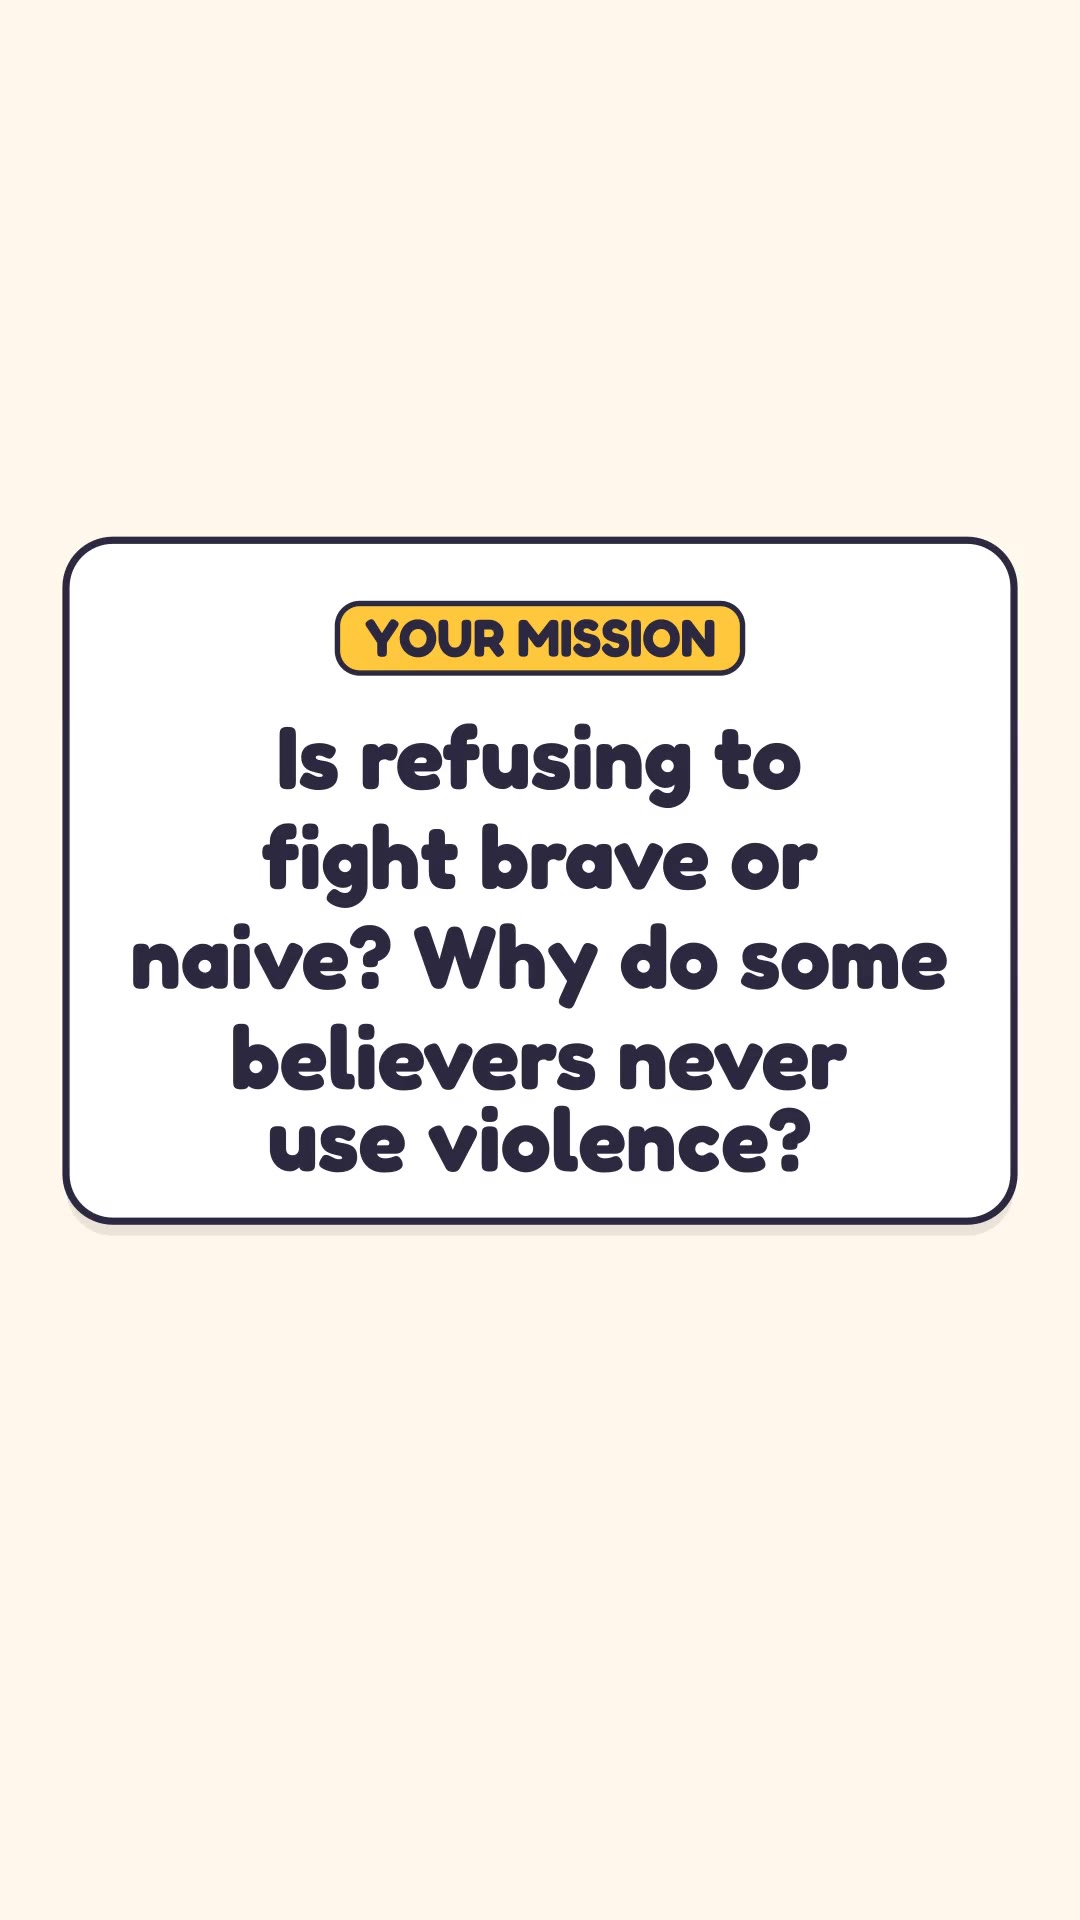 YOUR MISSION
Is refusing to
fight brave or
naive? Why do some
believers never
use violence?